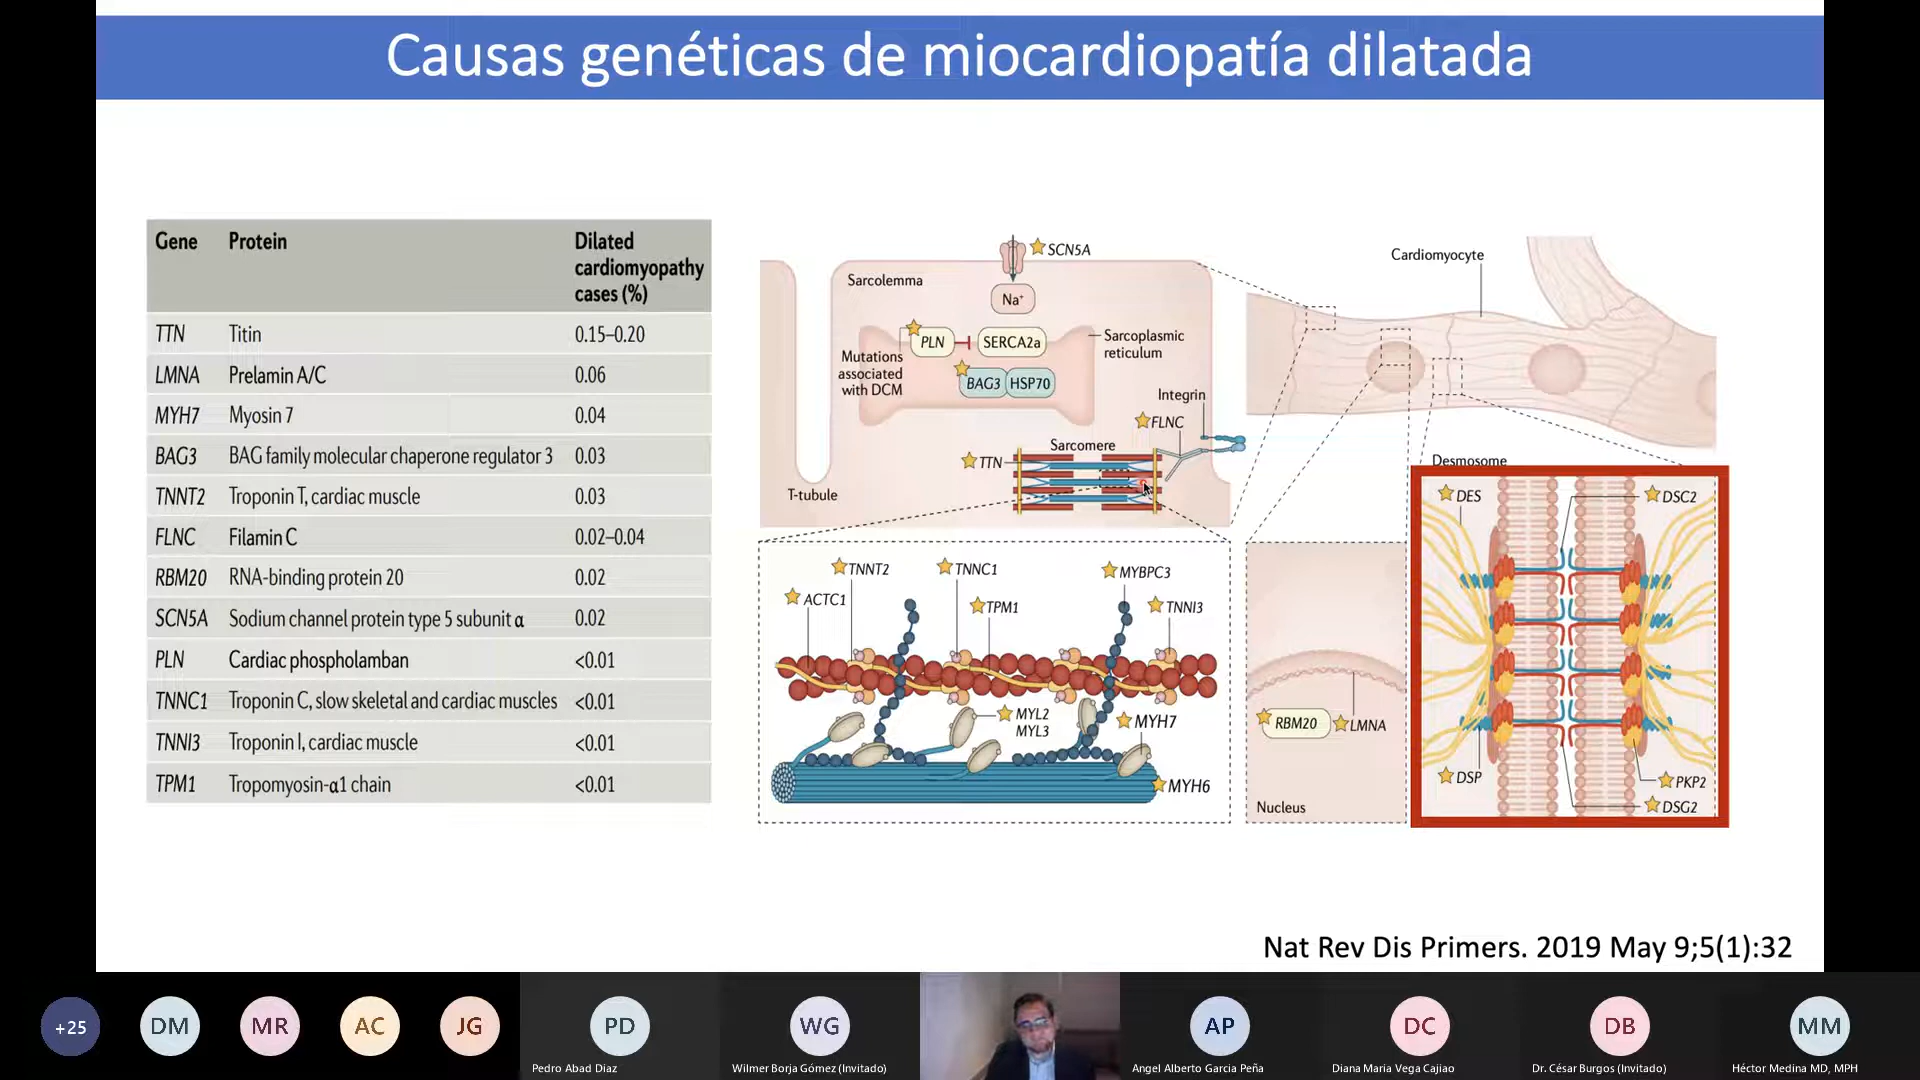 Causas genéticas de miocardiopatía dilatada
Gene Protein Dilated
cardiomyopathy
cases (%)
TTN Titin 0.15–0.20
LMNA Prelamin A/C 0.06
MYH7 Myosin 7 0.04
BAG3 BAG family molecular chaperone regulator 3 0.03
TNNT2 Troponin T, cardiac muscle 0.03
FLNC Filamin C 0.02–0.04
RBM20 RNA-binding protein 20 0.02
SCN5A Sodium channel protein type 5 subunit α 0.02
PLN Cardiac phospholamban <0.01
TNNC1 Troponin C, slow skeletal and cardiac muscles <0.01
TNNI3 Troponin I, cardiac muscle <0.01
TPM1 Tropomyosin-α1 chain <0.01
SCN5A
Sarcolemma
Na⁺
PLN
SERCA2a
Sarcoplasmic
reticulum
Mutations
associated
with DCM
BAG3
HSP70
Integrin
FLNC
Sarcomere
TTN
T-tubule
Cardiomyocyte
TNNT2
TNNC1
MYBPC3
ACTC1
TPM1
TNNI3
MYL2
MYL3
MYH7
MYH6
RBM20
LMNA
Nucleus
Desmosome
DES
DSC2
DSP
PKP2
DSG2
Nat Rev Dis Primers. 2019 May 9;5(1):32
+25
DM
MR
AC
JG
PD
WG
AP
DC
DB
MM
Pedro Abad Diaz
Wilmer Borja Gómez (Invitado)
Angel Alberto Garcia Peña
Diana Maria Vega Cajiao
Dr. César Burgos (Invitado)
Héctor Medina MD, MPH